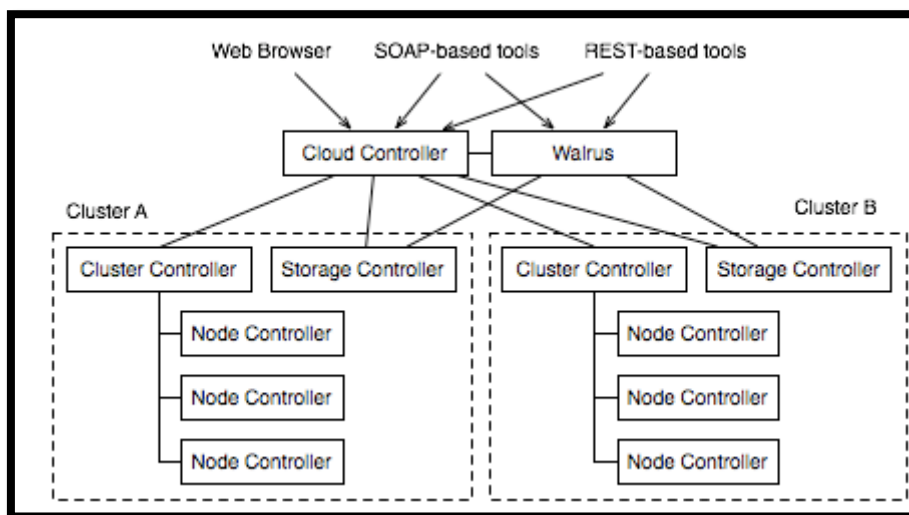 Web Browser SOAP-based tools REST-based tools
Cloud Controller Walrus
Cluster A Cluster B
Cluster Controller Storage Controller Cluster Controller Storage Controller
Node Controller Node Controller
Node Controller Node Controller
Node Controller Node Controller